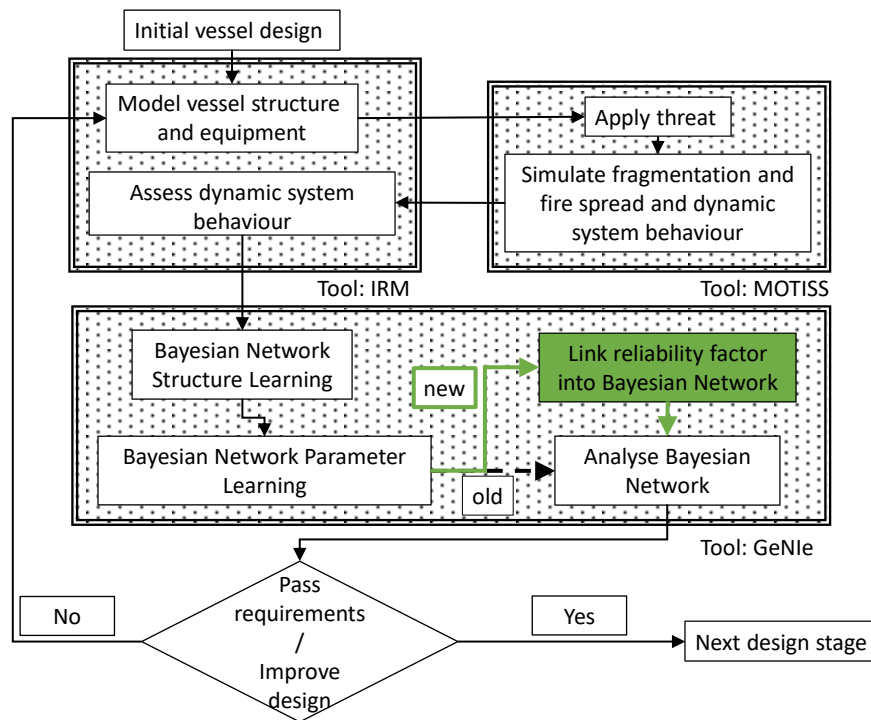 Initial vessel design
Model vessel structure
and equipment
Apply threat
Simulate fragmentation and
fire spread and dynamic
system behaviour
Assess dynamic system
behaviour
Tool: IRM
Tool: MOTISS
Bayesian Network
Structure Learning
new
Link reliability factor
into Bayesian Network
Bayesian Network Parameter
Learning
old
Analyse Bayesian
Network
Tool: GeNIe
No
Pass
requirements
/
Improve
design
Yes
Next design stage